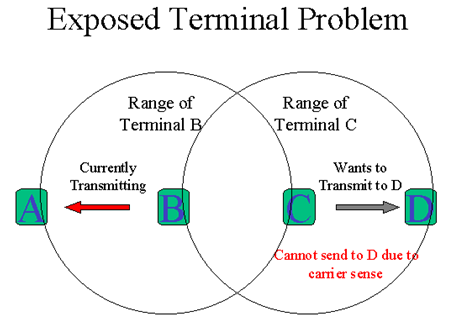 Exposed Terminal Problem
Range of
Terminal B
Range of
Terminal C
Currently
Transmitting
Wants to
Transmit to D
A
B
C
D
Cannot send to D due to
carrier sense